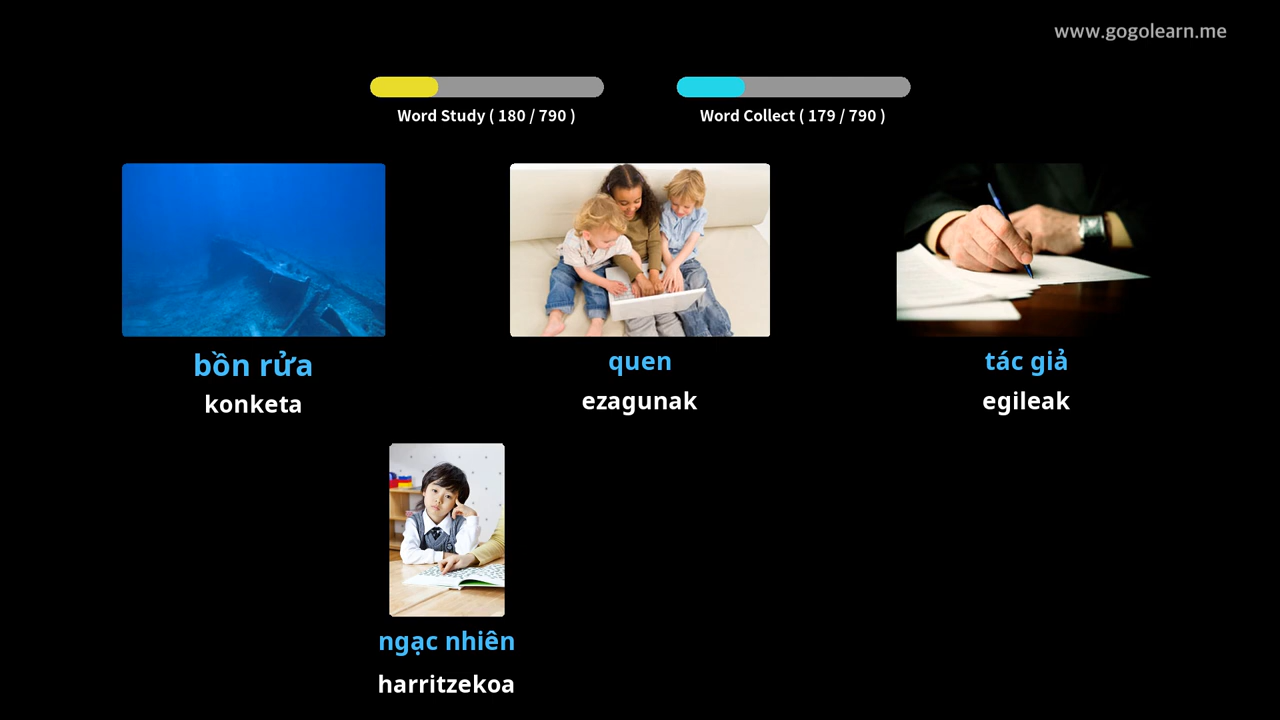 www.gogolearn.me
Word Study ( 180 / 790 )
Word Collect ( 179 / 790 )
bồn rửa
konketa
quen
ezagunak
tác giả
egileak
ngạc nhiên
harritzekoa